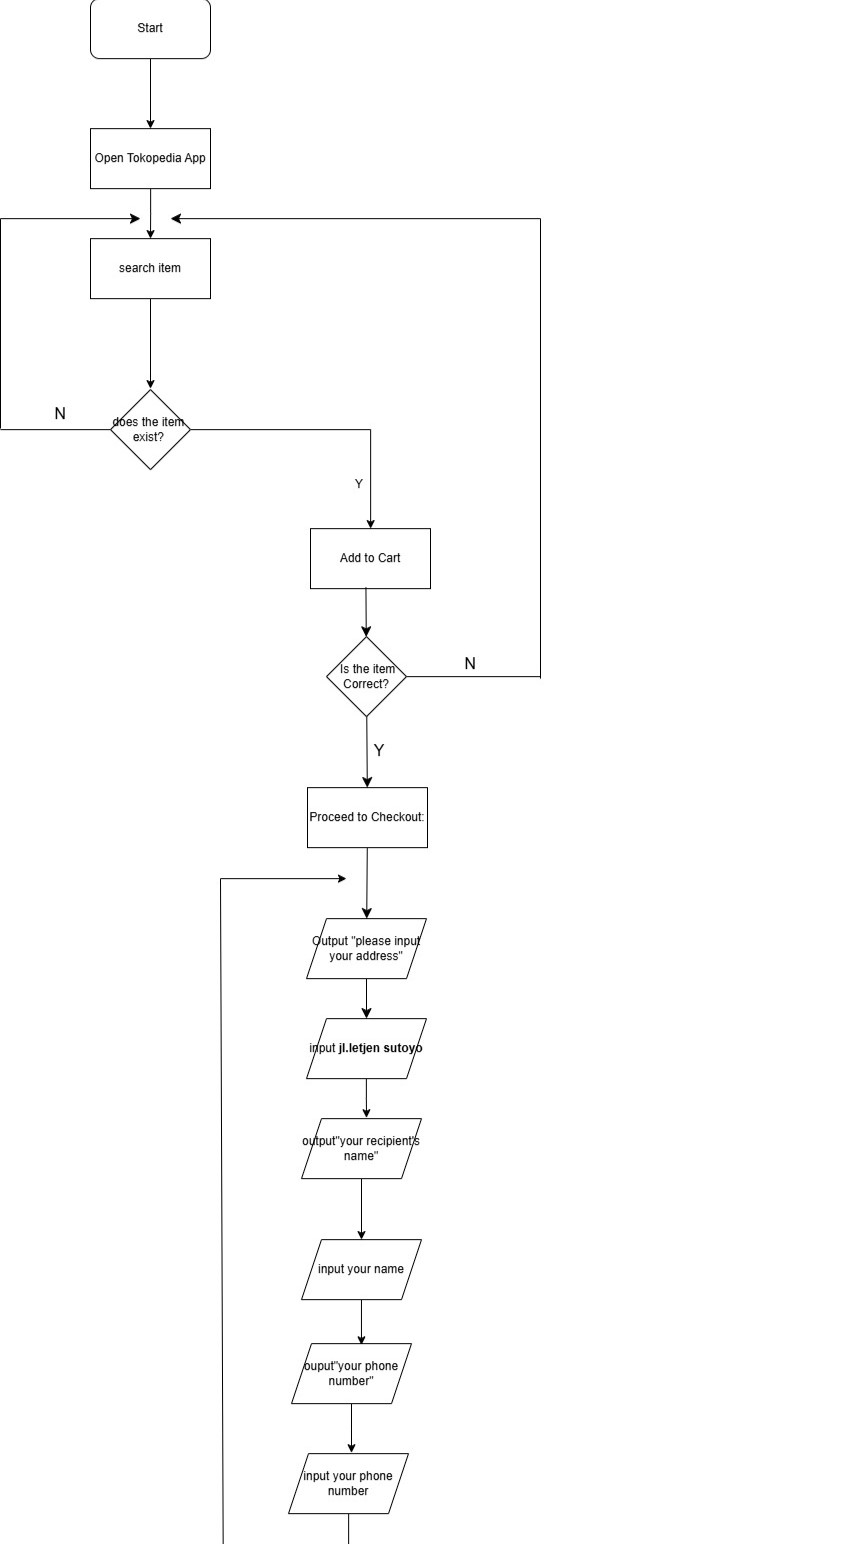 Start
Open Tokopedia App
search item
N
does the item
exist?
Y
Add to Cart
Is the item
Correct?
N
Y
Proceed to Checkout:
Output "please input
your address"
input jl.letjen sutoyo
output"your recipient's
name"
input your name
ouput"your phone
number"
input your phone
number